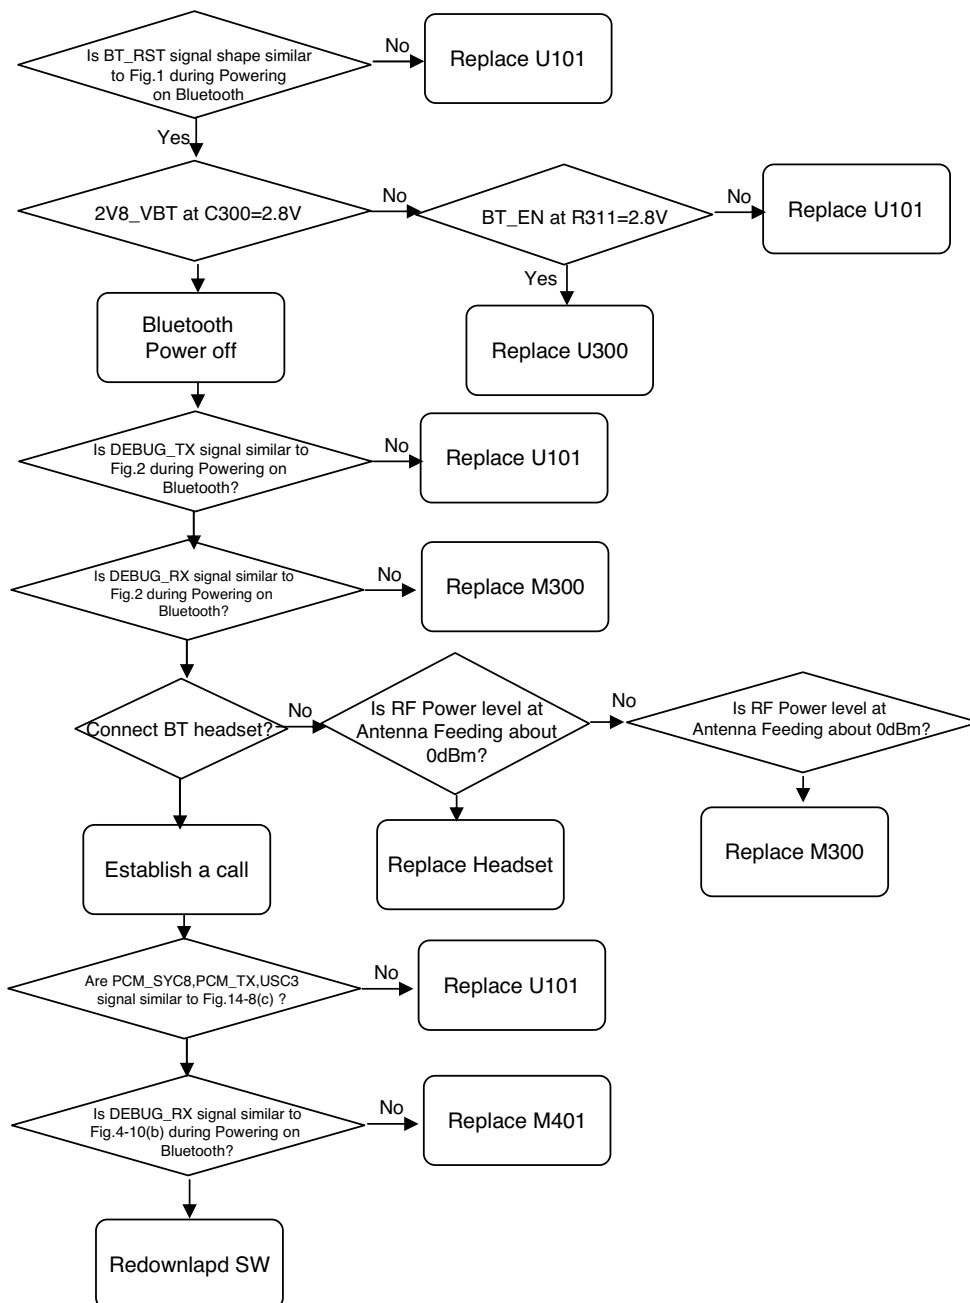 Is BT_RST signal shape similar
to Fig.1 during Powering
on Bluetooth
No
Replace U101
Yes
2V8_VBT at C300=2.8V
No
BT_EN at R311=2.8V
No
Replace U101
Yes
Bluetooth
Power off
Replace U300
Is DEBUG_TX signal similar to
Fig.2 during Powering on
Bluetooth?
No
Replace U101
Is DEBUG_RX signal similar to
Fig.2 during Powering on
Bluetooth?
No
Replace M300
Connect BT headset?
No
Is RF Power level at
Antenna Feeding about
0dBm?
No
Is RF Power level at
Antenna Feeding about 0dBm?
Establish a call
Replace Headset
Replace M300
Are PCM_SYC8,PCM_TX,USC3
signal similar to Fig.14-8(c) ?
No
Replace U101
Is DEBUG_RX signal similar to
Fig.4-10(b) during Powering on
Bluetooth?
No
Replace M401
Redownlapd SW